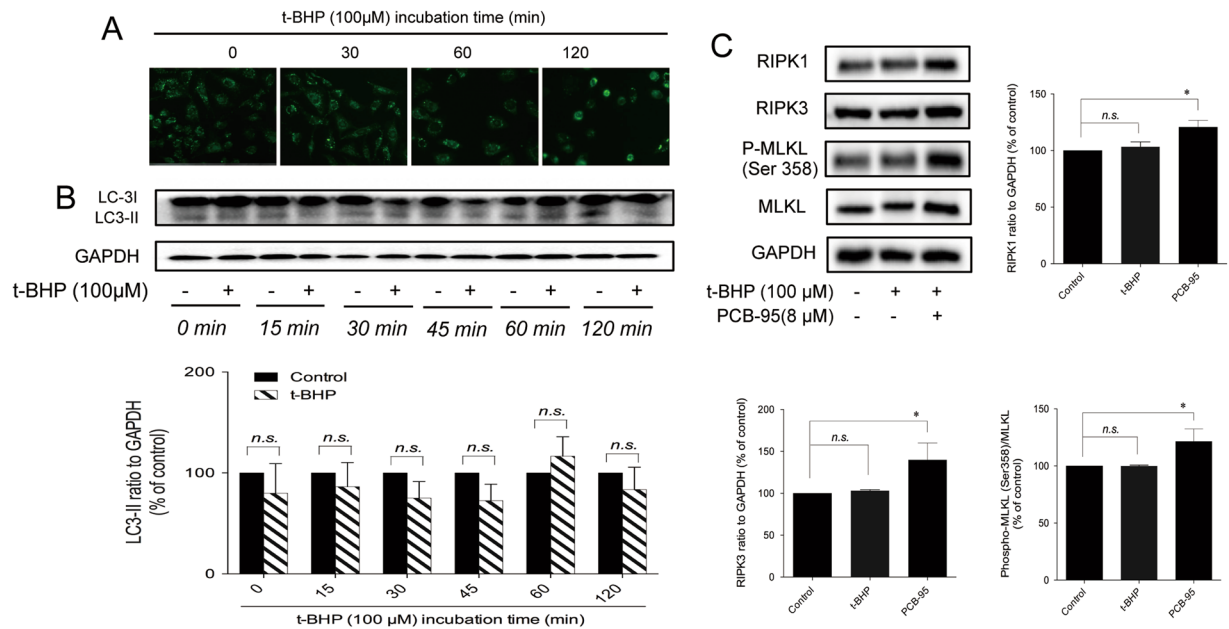 A
t-BHP (100μM) incubation time (min)
0 30 60 120
B
LC-3I
LC3-II
GAPDH
t-BHP (100μM) - + - + - + - + - + - +
0 min 15 min 30 min 45 min 60 min 120 min
LC3-II ratio to GAPDH
(% of control)
200
100
0
Control
t-BHP
n.s. n.s. n.s. n.s. n.s. n.s.
0 15 30 45 60 120
t-BHP (100 μM) incubation time (min)
C
RIPK1
RIPK3
P-MLKL
(Ser 358)
MLKL
GAPDH
t-BHP (100 μM) - + +
PCB-95(8 μM) - - +
RIPK1 ratio to GAPDH (% of control)
150
100
50
0
n.s.
*
Control t-BHP PCB-95
RIPK3 ratio to GAPDH (% of control)
200
150
100
50
0
n.s.
*
Control t-BHP PCB-95
Phospho-MLKL (Ser358)/MLKL
(% of control)
150
100
50
0
n.s.
*
Control t-BHP PCB-95